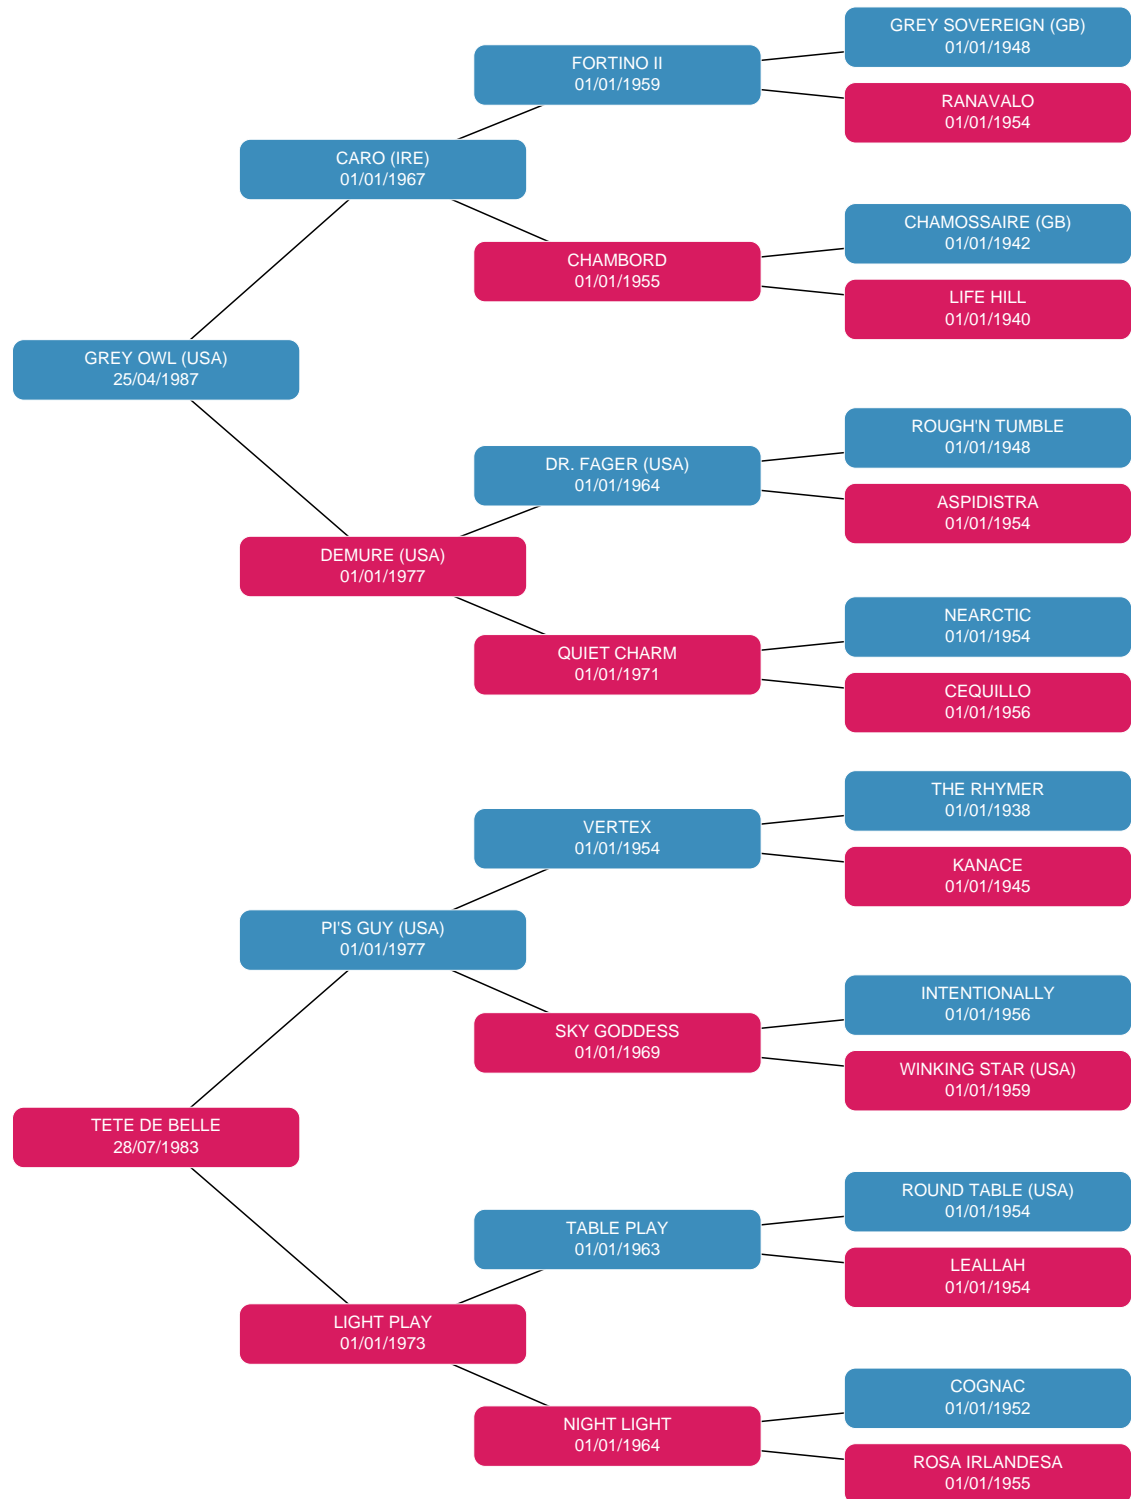 GREY SOVEREIGN (GB)
01/01/1948
FORTINO II
01/01/1959
RANAVALO
01/01/1954
CARO (IRE)
01/01/1967
CHAMOSSAIRE (GB)
01/01/1942
CHAMBORD
01/01/1955
LIFE HILL
01/01/1940
GREY OWL (USA)
25/04/1987
ROUGH'N TUMBLE
01/01/1948
DR. FAGER (USA)
01/01/1964
ASPIDISTRA
01/01/1954
DEMURE (USA)
01/01/1977
NEARCTIC
01/01/1954
QUIET CHARM
01/01/1971
CEQUILLO
01/01/1956
THE RHYMER
01/01/1938
VERTEX
01/01/1954
KANACE
01/01/1945
PI'S GUY (USA)
01/01/1977
INTENTIONALLY
01/01/1956
SKY GODDESS
01/01/1969
WINKING STAR (USA)
01/01/1959
TETE DE BELLE
28/07/1983
ROUND TABLE (USA)
01/01/1954
TABLE PLAY
01/01/1963
LEALLAH
01/01/1954
LIGHT PLAY
01/01/1973
COGNAC
01/01/1952
NIGHT LIGHT
01/01/1964
ROSA IRLANDESA
01/01/1955